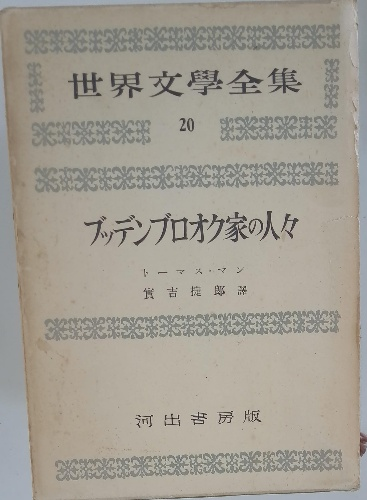 世界文學全集
20
ブッデンブロオク家の人々
トーマス・マン
實吉捷郎譯
河出書房版